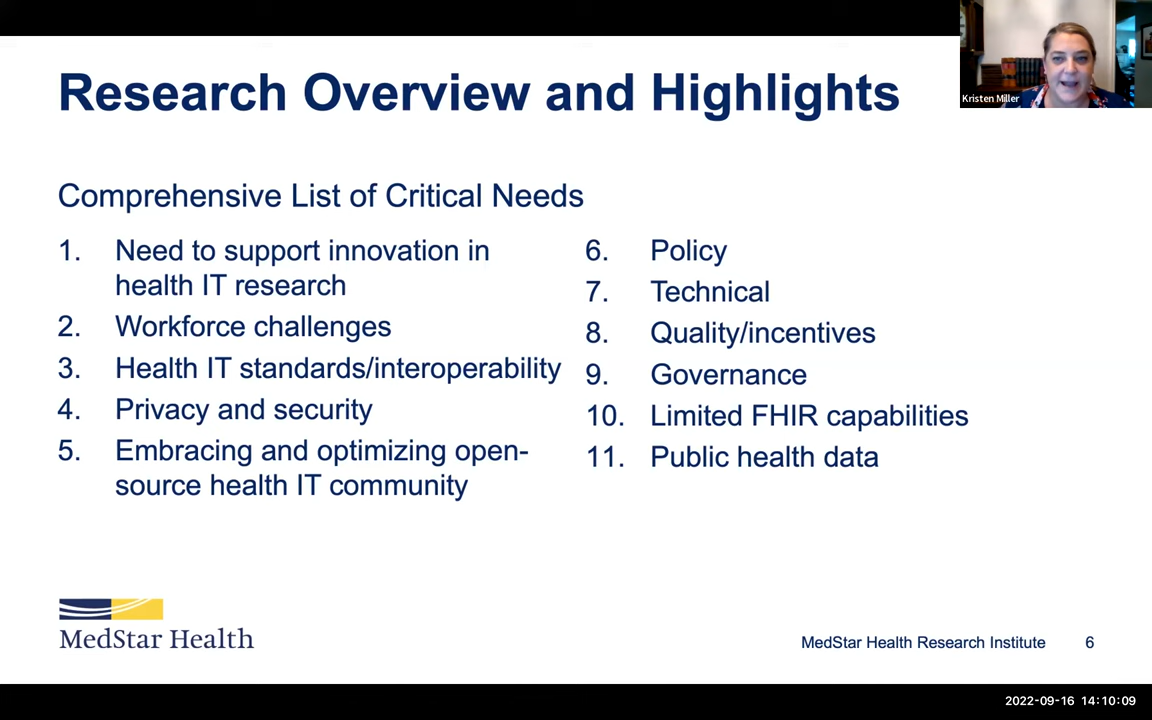 Research Overview and Highlights
Kristen Miller
Comprehensive List of Critical Needs
1. Need to support innovation in
health IT research
2. Workforce challenges
3. Health IT standards/interoperability
4. Privacy and security
5. Embracing and optimizing open-
source health IT community
6. Policy
7. Technical
8. Quality/incentives
9. Governance
10. Limited FHIR capabilities
11. Public health data
MedStar Health
MedStar Health Research Institute 6
2022-09-16 14:10:09